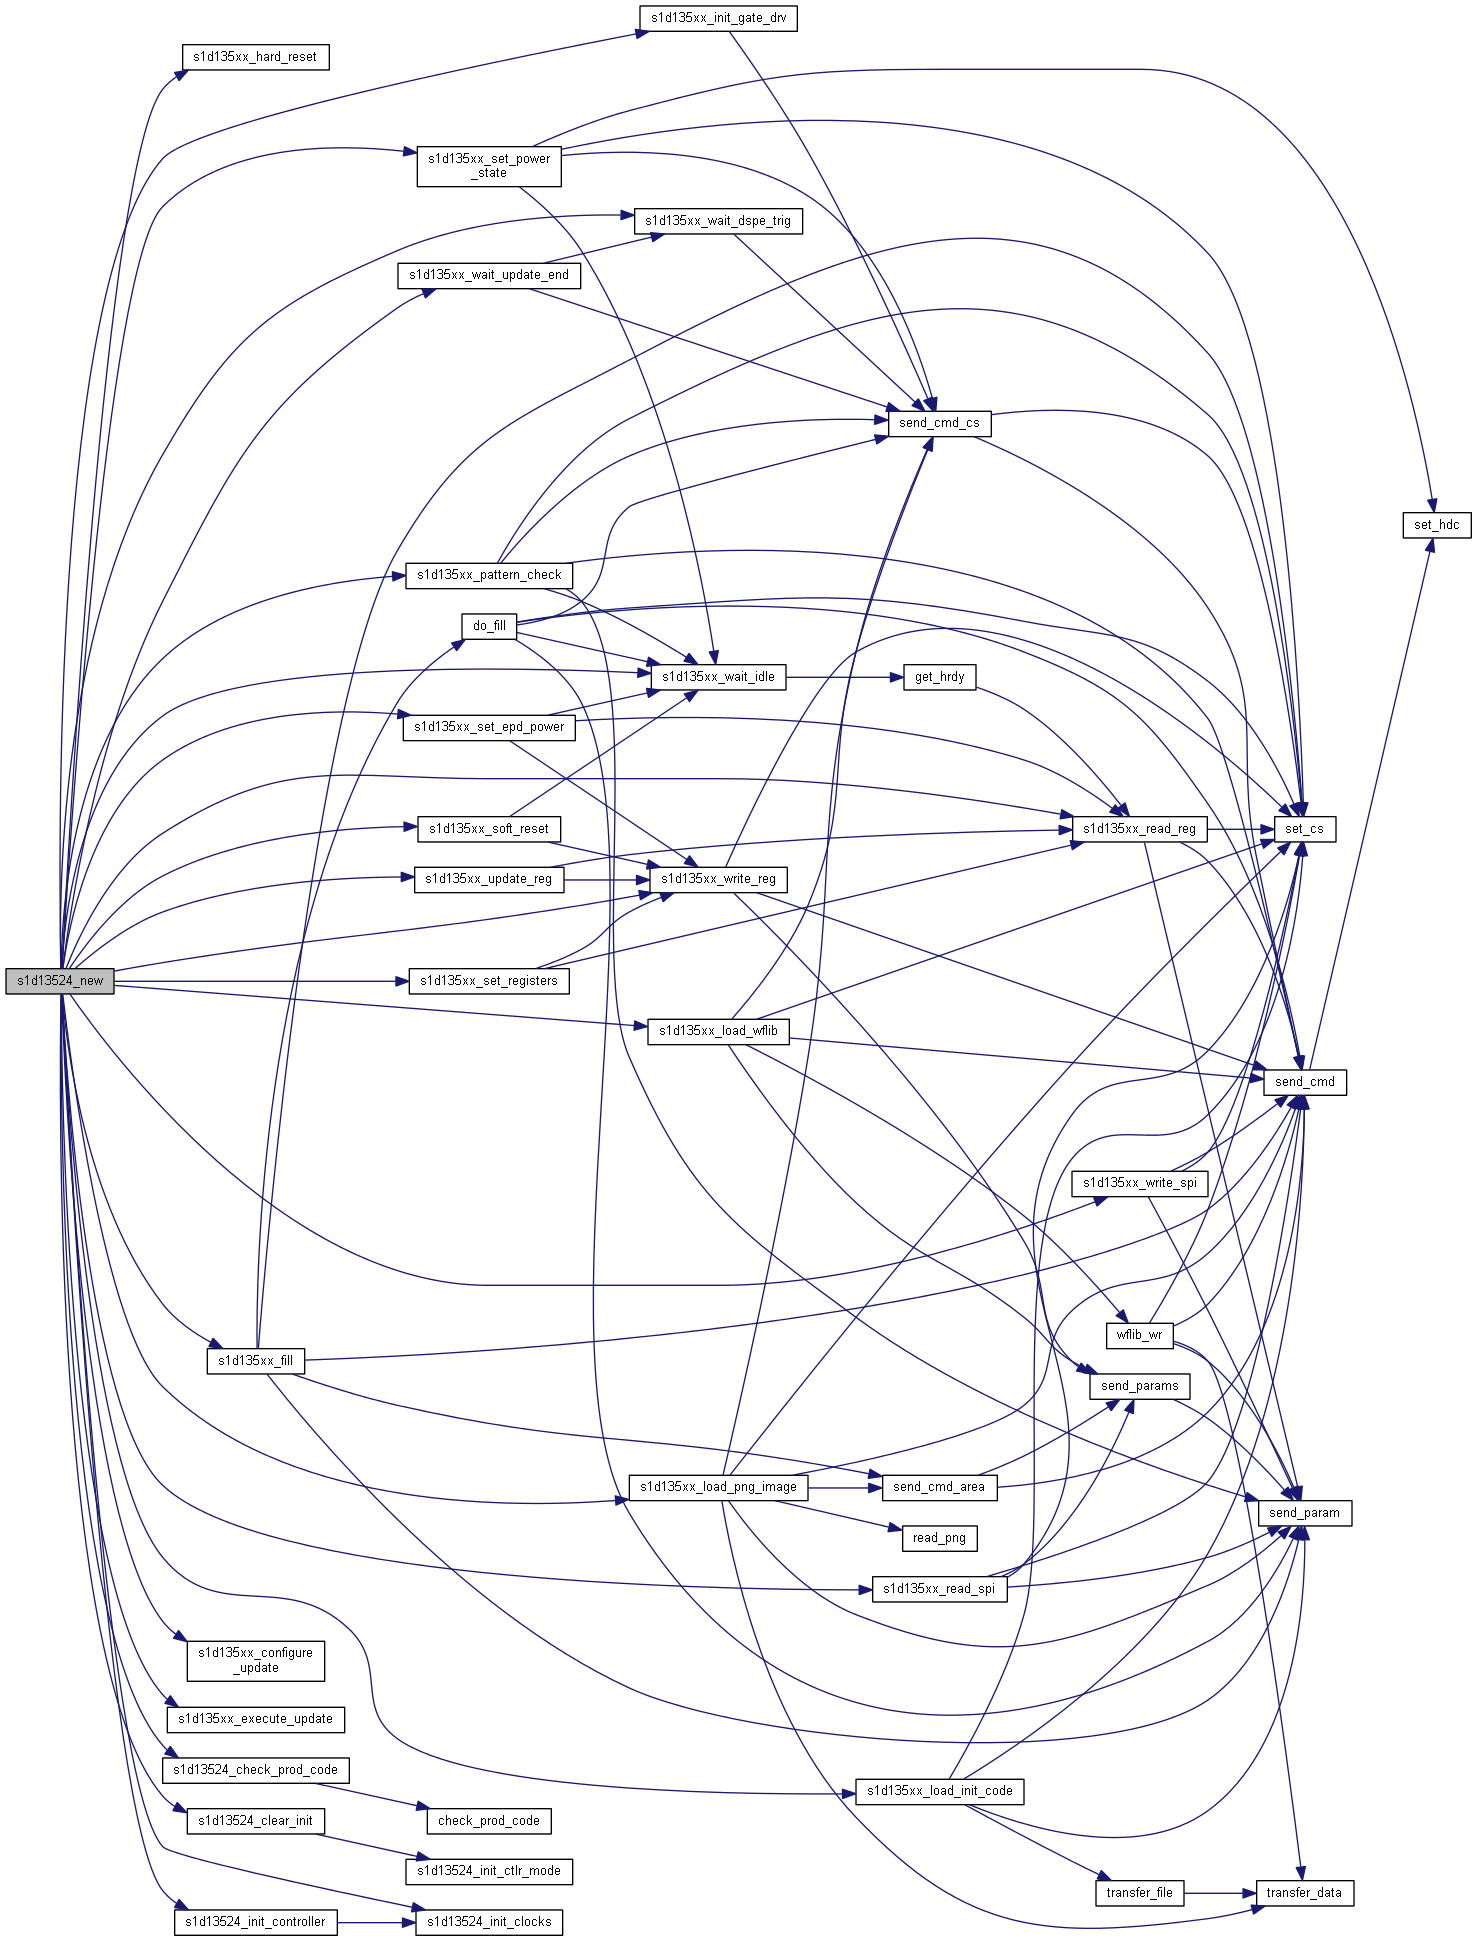 s1d135xx_init_gate_drv
s1d135xx_hard_reset
s1d135xx_set_power
_state
s1d135xx_wait_dspe_trig
s1d135xx_wait_update_end
send_cmd_cs
set_hdc
s1d135xx_pattern_check
do_fill
s1d135xx_wait_idle
get_hrdy
s1d135xx_set_epd_power
s1d135xx_soft_reset
s1d135xx_read_reg
set_cs
s1d135xx_update_reg
s1d135xx_write_reg
s1d13524_new
s1d135xx_set_registers
s1d135xx_load_wflib
send_cmd
s1d135xx_write_spi
wflib_wr
s1d135xx_fill
send_params
s1d135xx_load_png_image
send_cmd_area
send_param
read_png
s1d135xx_read_spi
s1d135xx_configure
_update
s1d135xx_execute_update
s1d13524_check_prod_code
s1d135xx_load_init_code
s1d13524_clear_init
check_prod_code
s1d13524_init_ctlr_mode
transfer_file
transfer_data
s1d13524_init_controller
s1d13524_init_clocks